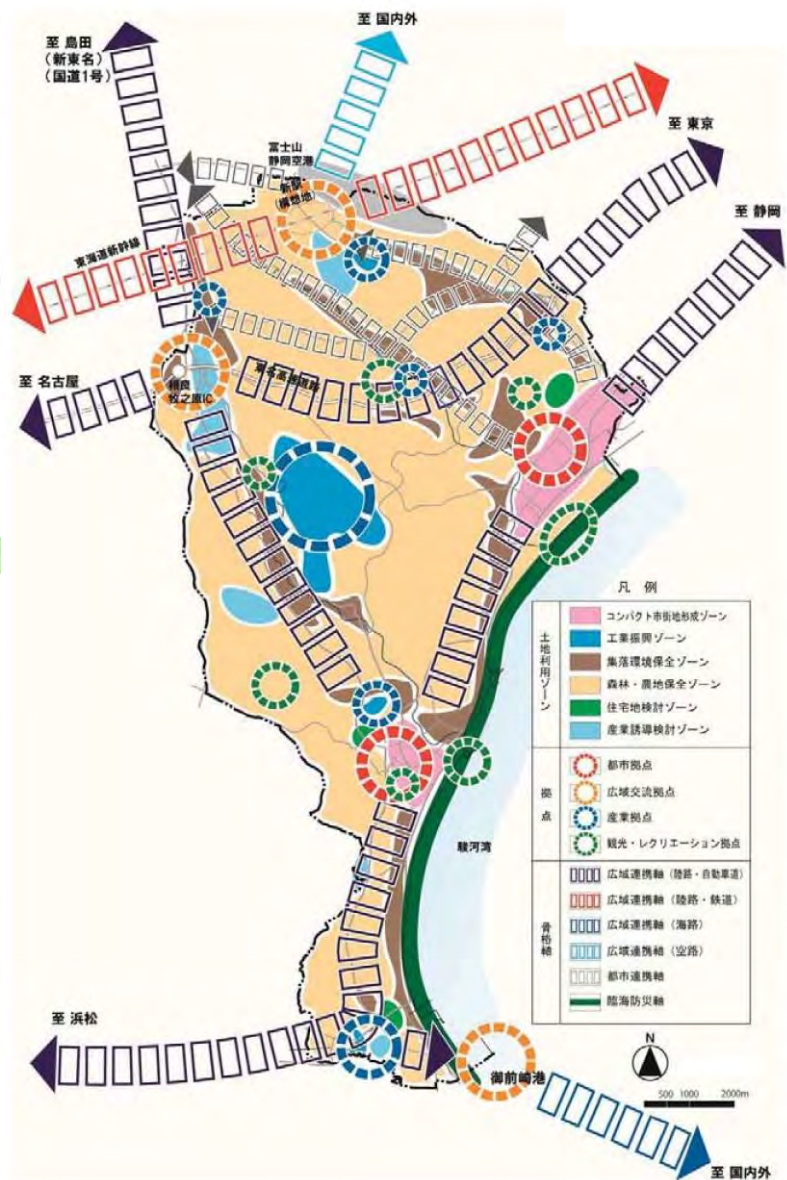 至 国内外
至 島田
(新東名)
(国道1号)
至 東京
富士山
静岡空港
新駅
至 静岡
東海道新幹線
至 名古屋
相良
牧之原IC
東名高速道路
凡 例
土地利用ゾーン
コンパクト市街地形成ゾーン
工業振興ゾーン
集落環境保全ゾーン
森林・農地保全ゾーン
住宅地検討ゾーン
産業誘導検討ゾーン
拠点
都市拠点
広域交流拠点
産業拠点
観光・レクリエーション拠点
骨格軸
広域連携軸(陸路・自動車道)
広域連携軸(陸路・鉄道)
広域連携軸(海路)
広域連携軸(空路)
都市連携軸
臨海防災軸
駿河湾
至 浜松
御前崎港
N
500 1000 2000m
至 国内外